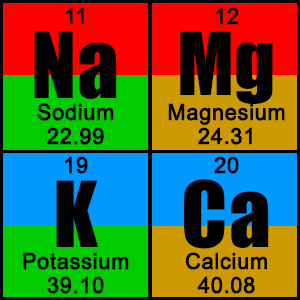 11
Na
Sodium
22.99
12
Mg
Magnesium
24.31
19
K
Potassium
39.10
20
Ca
Calcium
40.08